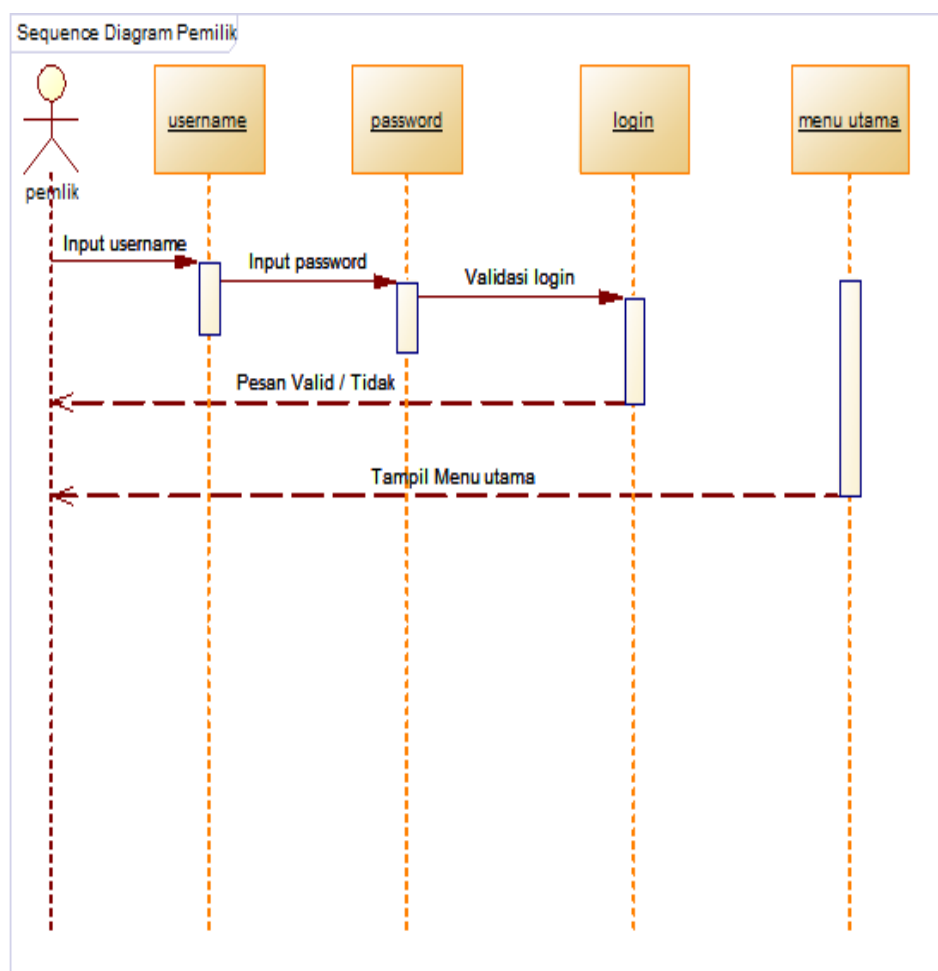 Sequence Diagram Pemilik
username
password
login
menu utama
pemlik
Input username
Input password
Validasi login
Pesan Valid / Tidak
Tampil Menu utama